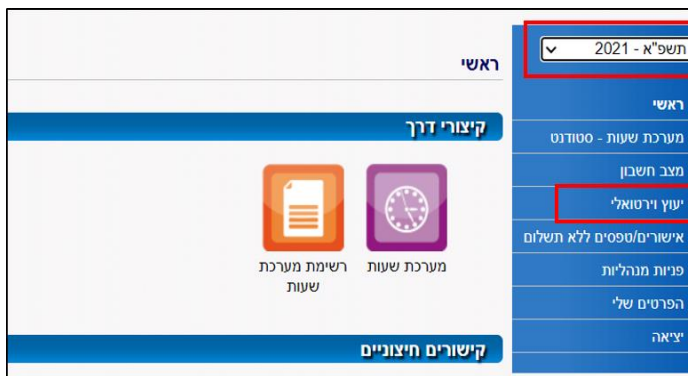 תשפ"א - 2021
ראשי
מערכת שעות - סטודנט
מצב חשבון
יעוץ וירטואלי
אישורים/טפסים ללא תשלום
פניות מנהליות
הפרטים שלי
יציאה
ראשי
קיצורי דרך
מערכת שעות
רשימת מערכת
שעות
קישורים חיצוניים